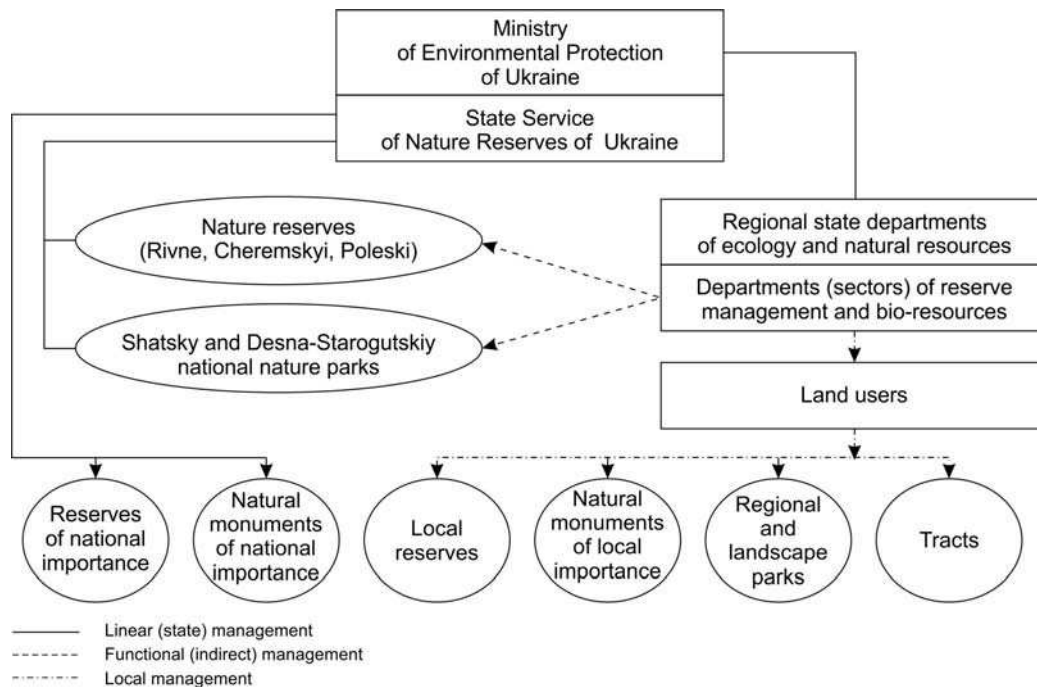 Ministry
of Environmental Protection
of Ukraine
State Service
of Nature Reserves of Ukraine
Nature reserves
(Rivne, Cheremskyi, Poleski)
Regional state departments
of ecology and natural resources
Departments (sectors) of reserve
management and bio-resources
Shatsky and Desna-Starogutskiy
national nature parks
Land users
Reserves
of national
importance
Natural
monuments
of national
importance
Local
reserves
Natural
monuments
of local
importance
Regional
and
landscape
parks
Tracts
Linear (state) management
Functional (indirect) management
Local management